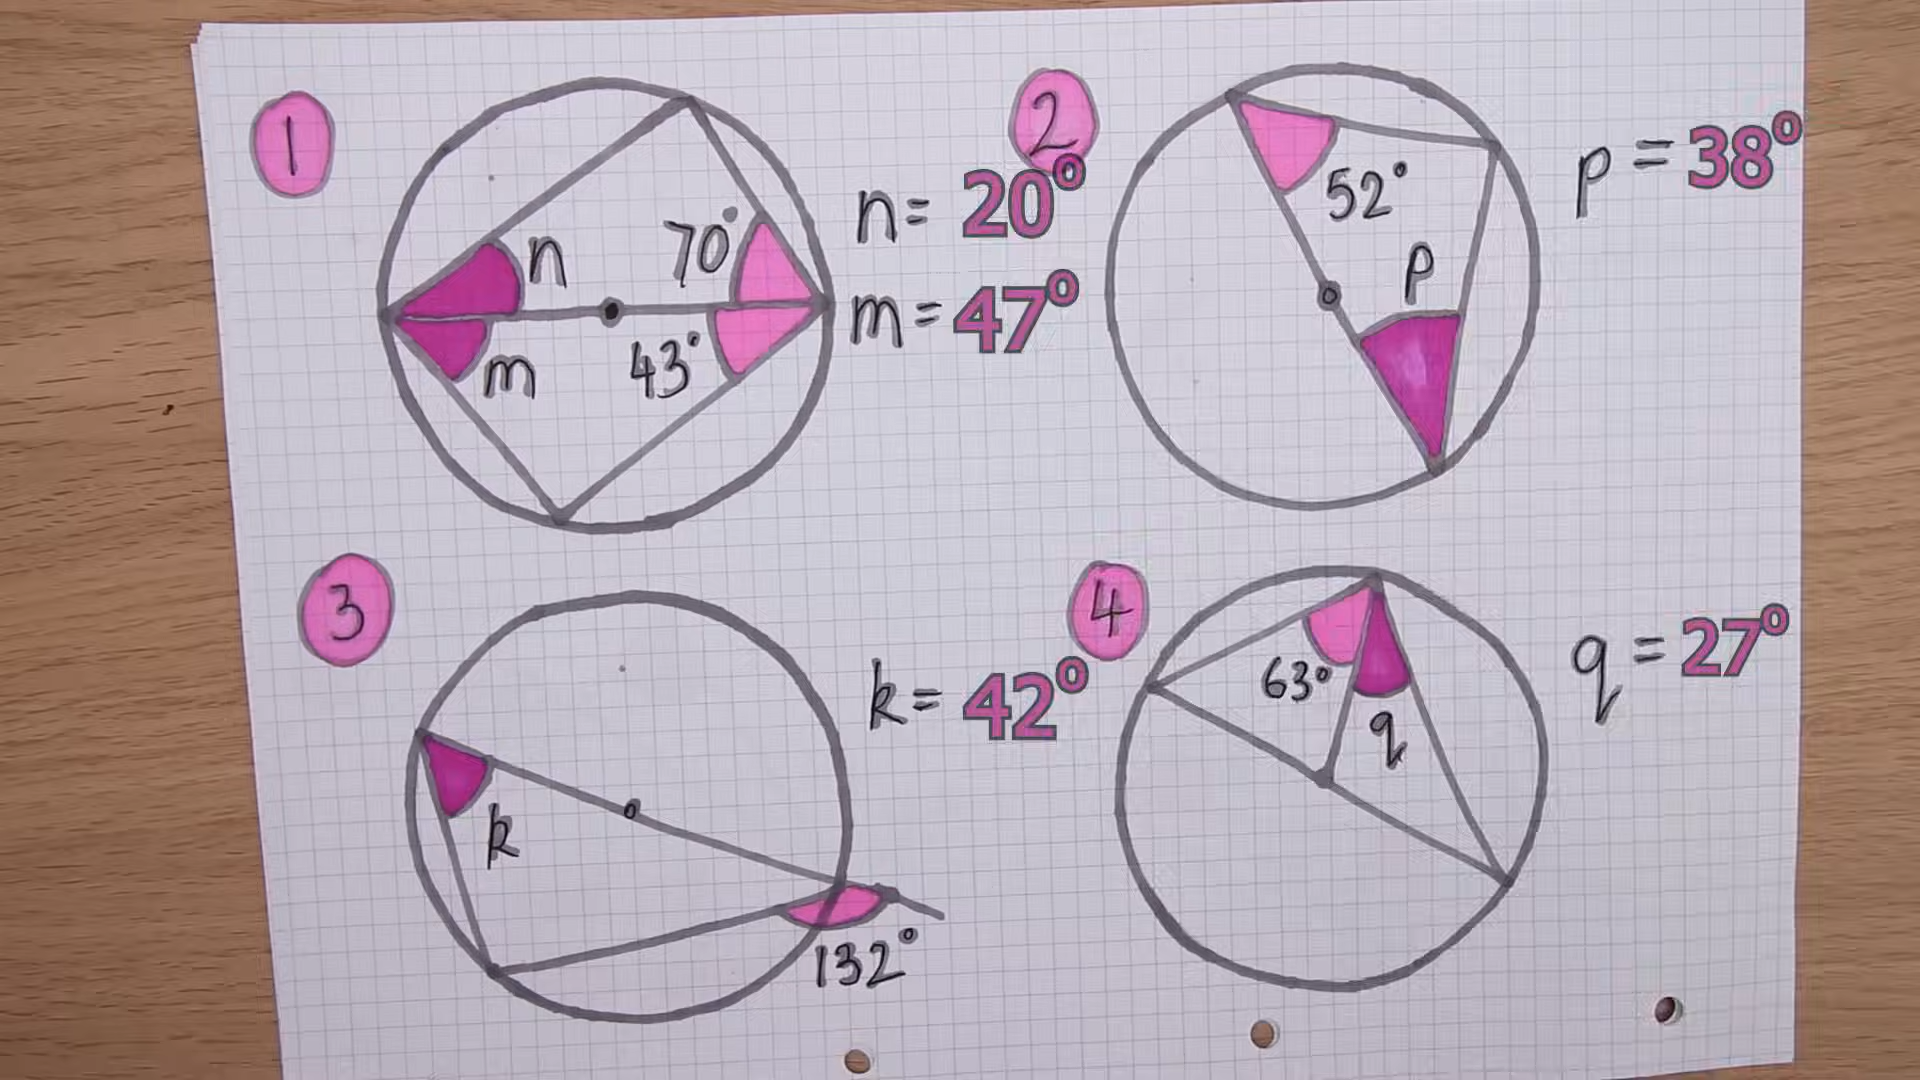 1
n
70°
m
43°
n = 20°
m = 47°
2
52°
p
p = 38°
3
k
132°
k = 42°
4
63°
q
q = 27°